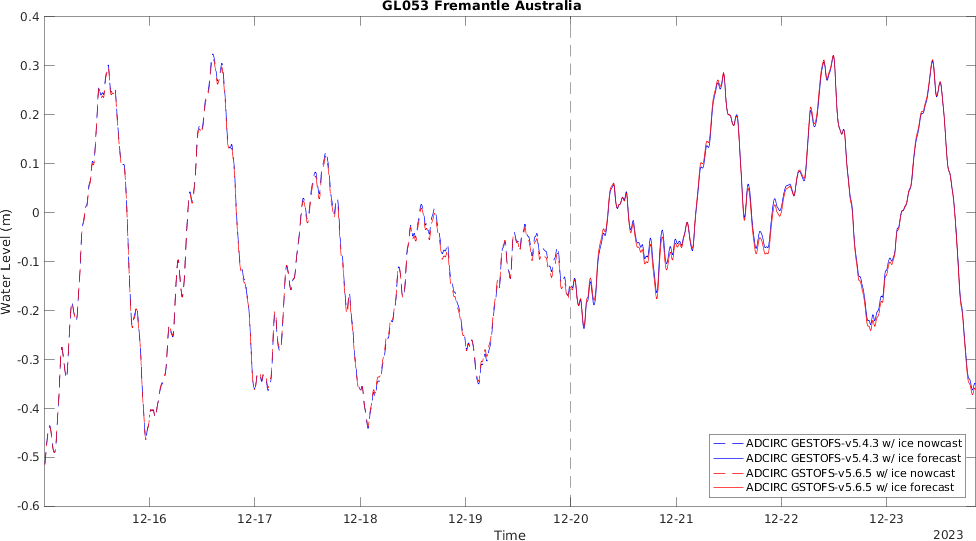 GL053 Fremantle Australia
0.4
0.3
0.2
0.1
0
-0.1
-0.2
-0.3
-0.4
-0.5
-0.6
Water Level (m)
ADCIRC GESTOFS-v5.4.3 w/ ice nowcast
ADCIRC GESTOFS-v5.4.3 w/ ice forecast
ADCIRC GSTOFS-v5.6.5 w/ ice nowcast
ADCIRC GSTOFS-v5.6.5 w/ ice forecast
12-16 12-17 12-18 12-19 12-20 12-21 12-22 12-23
Time
2023